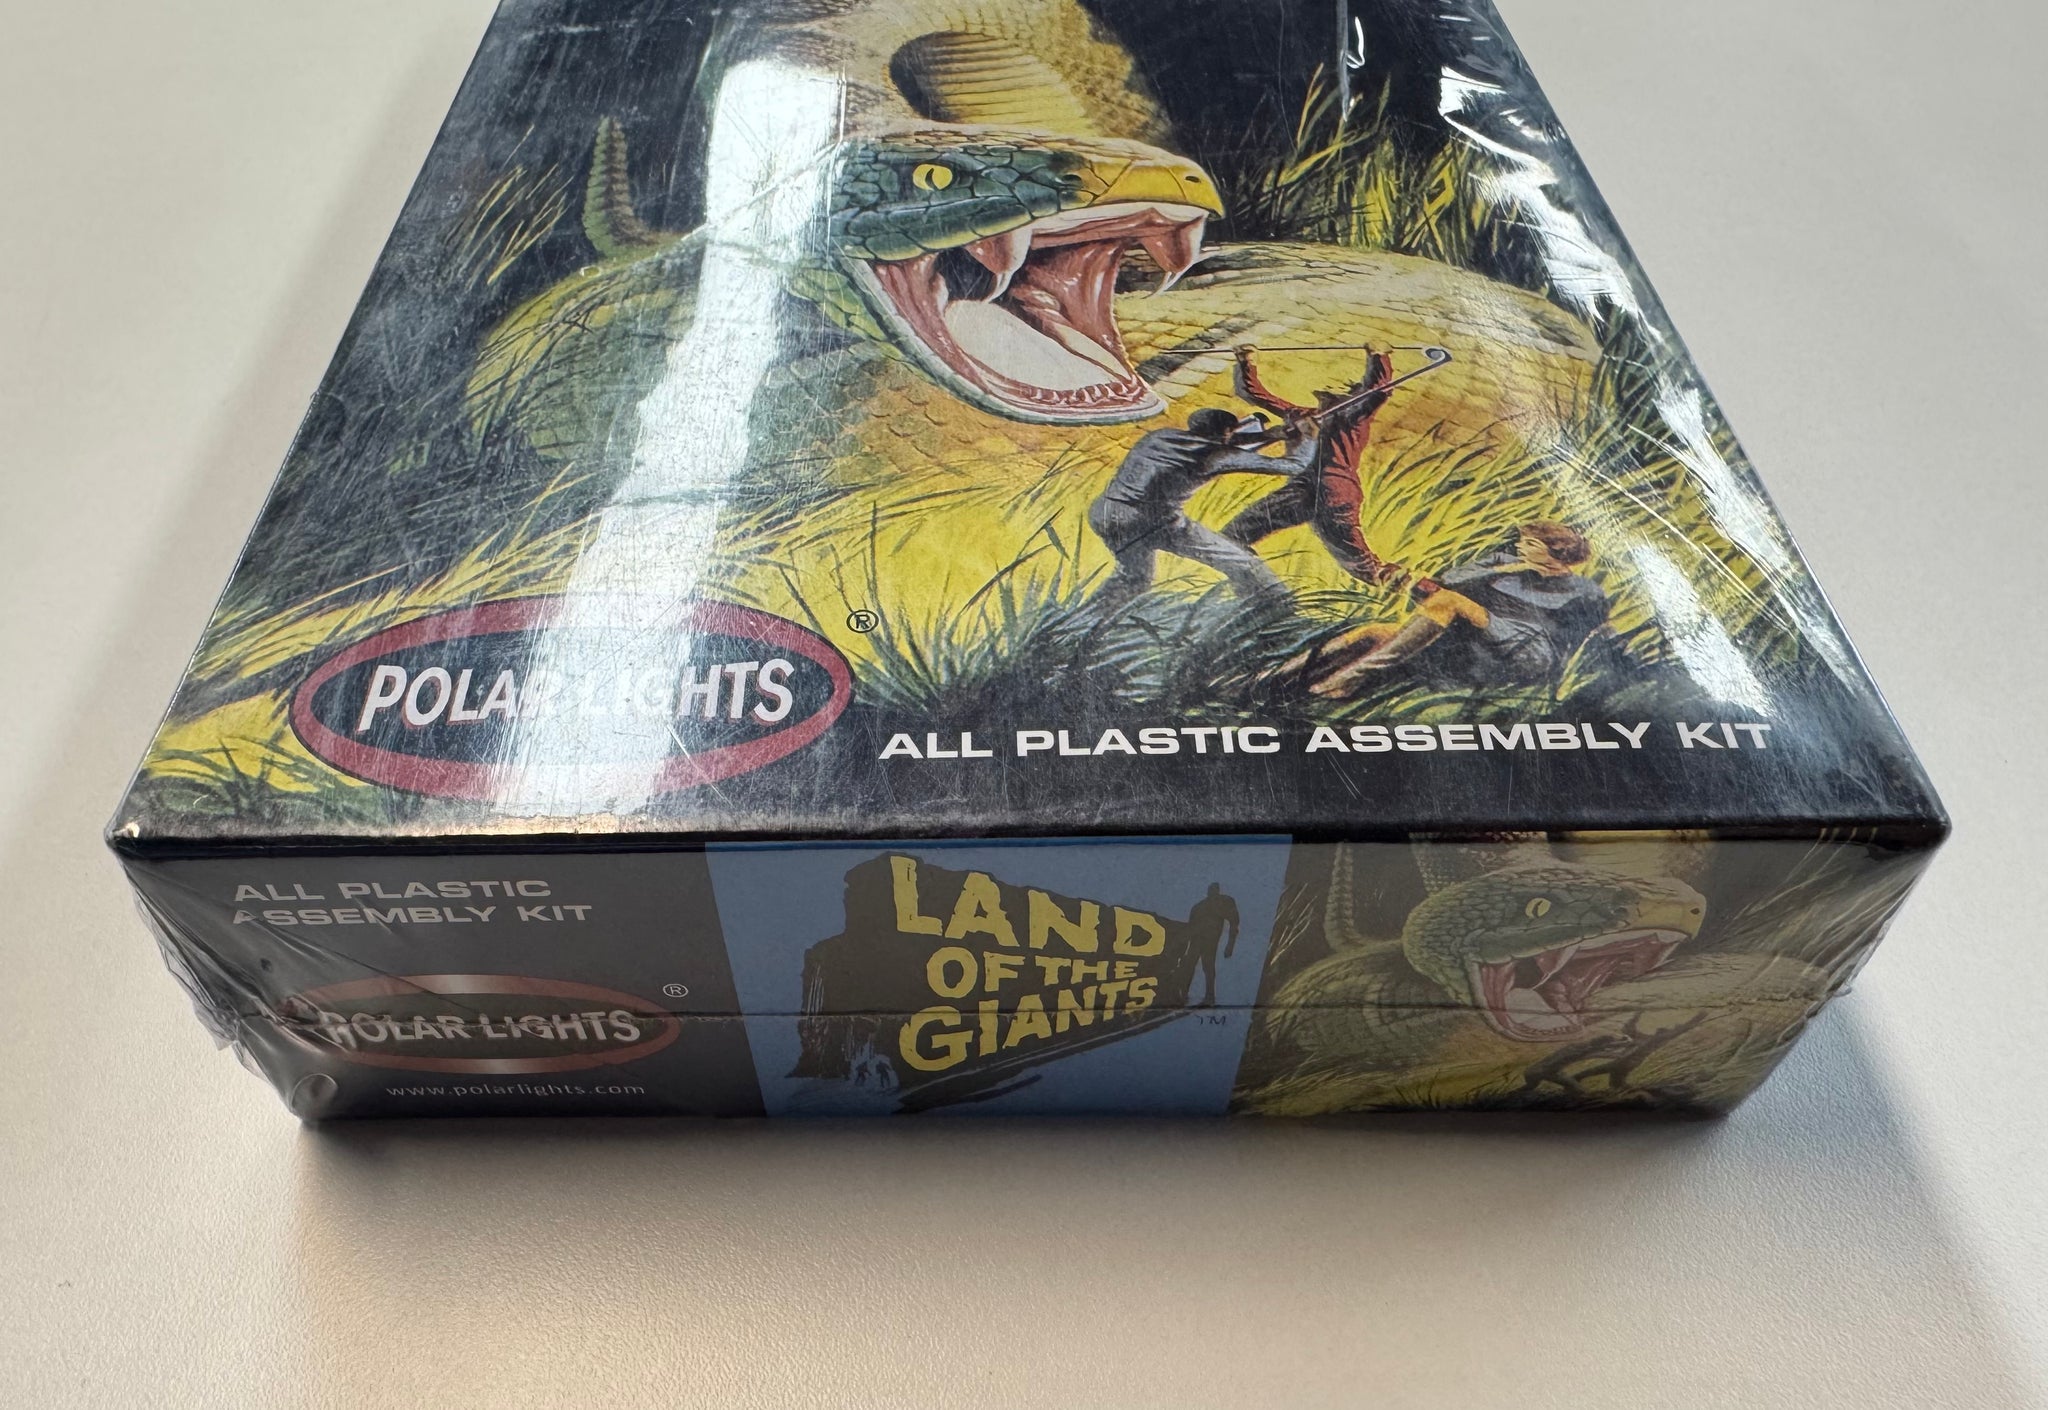 POLAR LIGHTS ®
ALL PLASTIC ASSEMBLY KIT
ALL PLASTIC
ASSEMBLY KIT
POLAR LIGHTS ®
www.polarlights.com
LAND
OF THE
GIANTS
TM